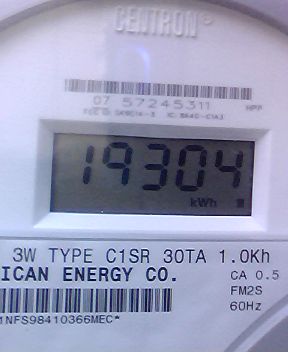 CENTRON®
07 57245311
19304
kWh
3W TYPE C1SR 30TA 1.0Kh
ICAN ENERGY CO.
CA 0.5
FM2S
60Hz
1NFS98410366MEC*